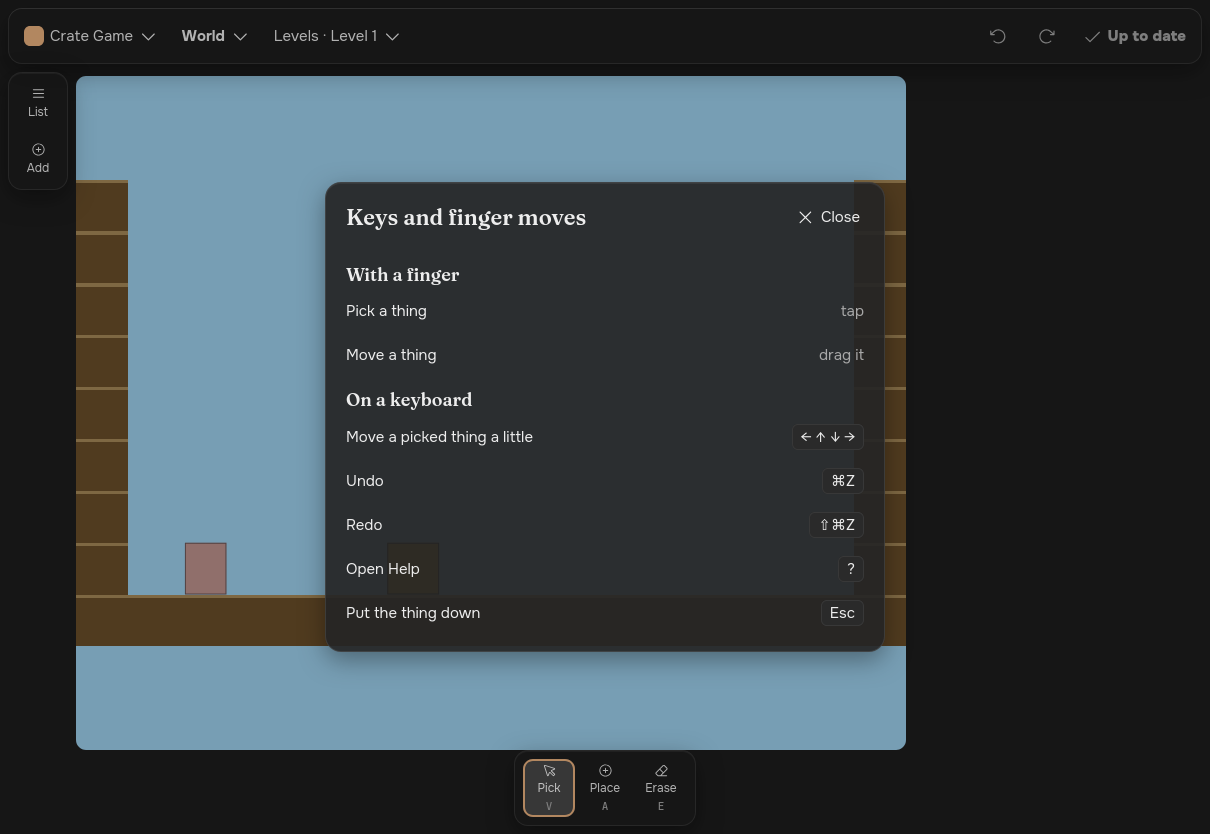 Crate Game World Levels · Level 1 Up to date
List
Add
Keys and finger moves Close
With a finger
Pick a thing tap
Move a thing drag it
On a keyboard
Move a picked thing a little ←↑↓→
Undo ⌘Z
Redo ⇧⌘Z
Open Help ?
Put the thing down Esc
Pick Place Erase
V A E